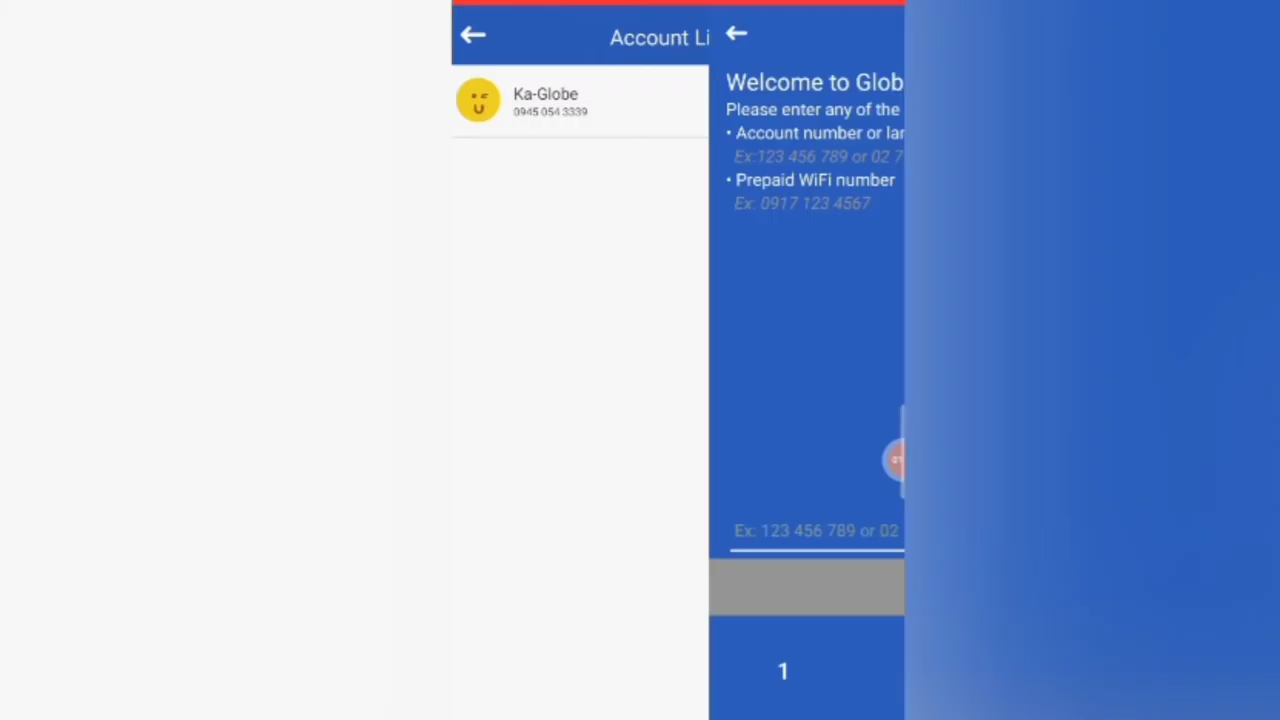 Account Li
Ka-Globe
0945 054 3339
Welcome to Glob
Please enter any of the
• Account number or lan
Ex:123 456 789 or 02 7
• Prepaid WiFi number
Ex: 0917 123 4567
Ex: 123 456 789 or 02
1